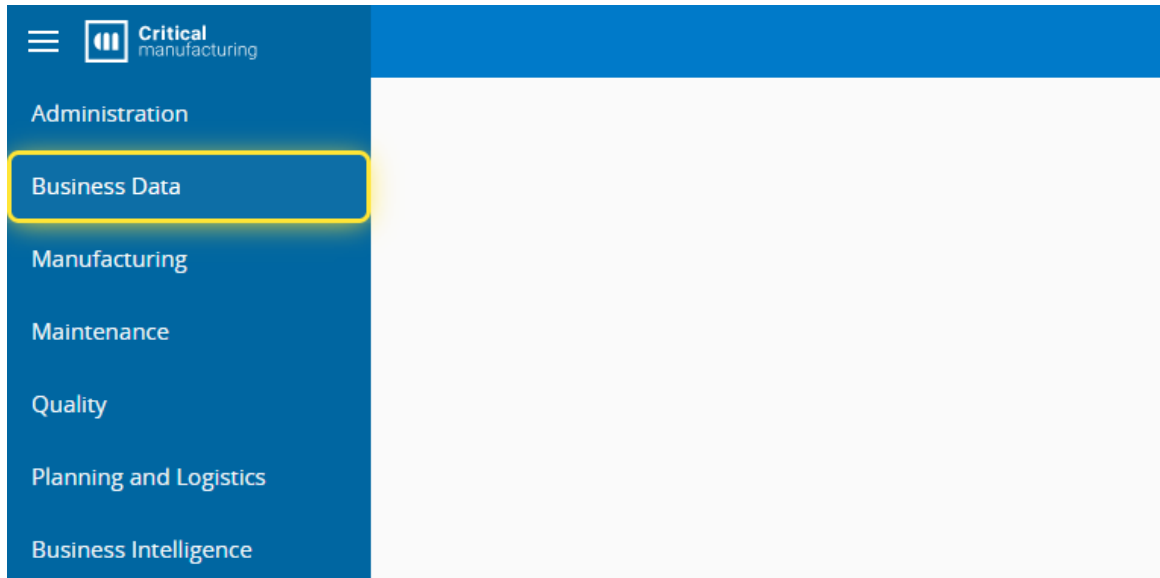 Critical
manufacturing
Administration
Business Data
Manufacturing
Maintenance
Quality
Planning and Logistics
Business Intelligence